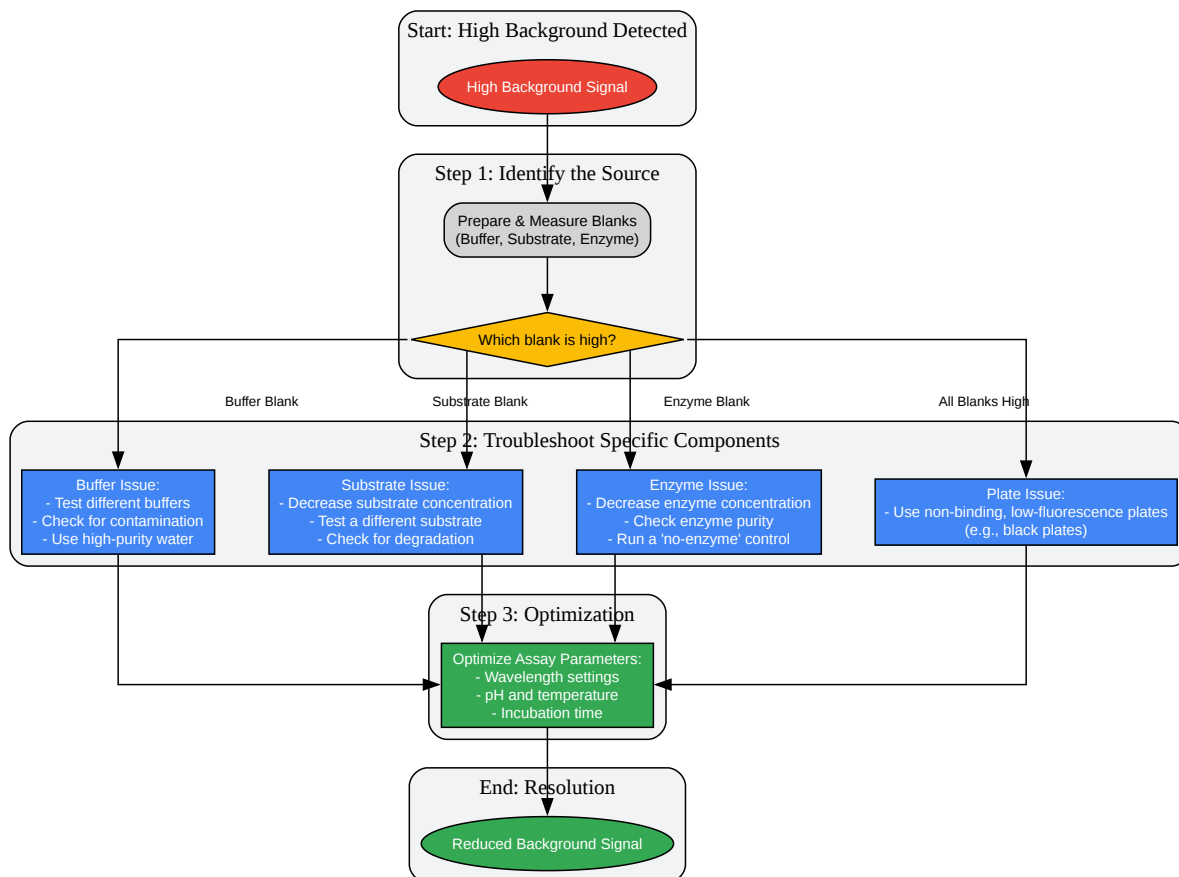 Start: High Background Detected
High Background Signal
Step 1: Identify the Source
Prepare & Measure Blanks
(Buffer, Substrate, Enzyme)
Which blank is high?
Buffer Blank
Substrate Blank
Enzyme Blank
All Blanks High
Step 2: Troubleshoot Specific Components
Buffer Issue:
- Test different buffers
- Check for contamination
- Use high-purity water
Substrate Issue:
- Decrease substrate concentration
- Test a different substrate
- Check for degradation
Enzyme Issue:
- Decrease enzyme concentration
- Check enzyme purity
- Run a 'no-enzyme' control
Plate Issue:
- Use non-binding, low-fluorescence plates
(e.g., black plates)
Step 3: Optimization
Optimize Assay Parameters:
- Wavelength settings
- pH and temperature
- Incubation time
End: Resolution
Reduced Background Signal